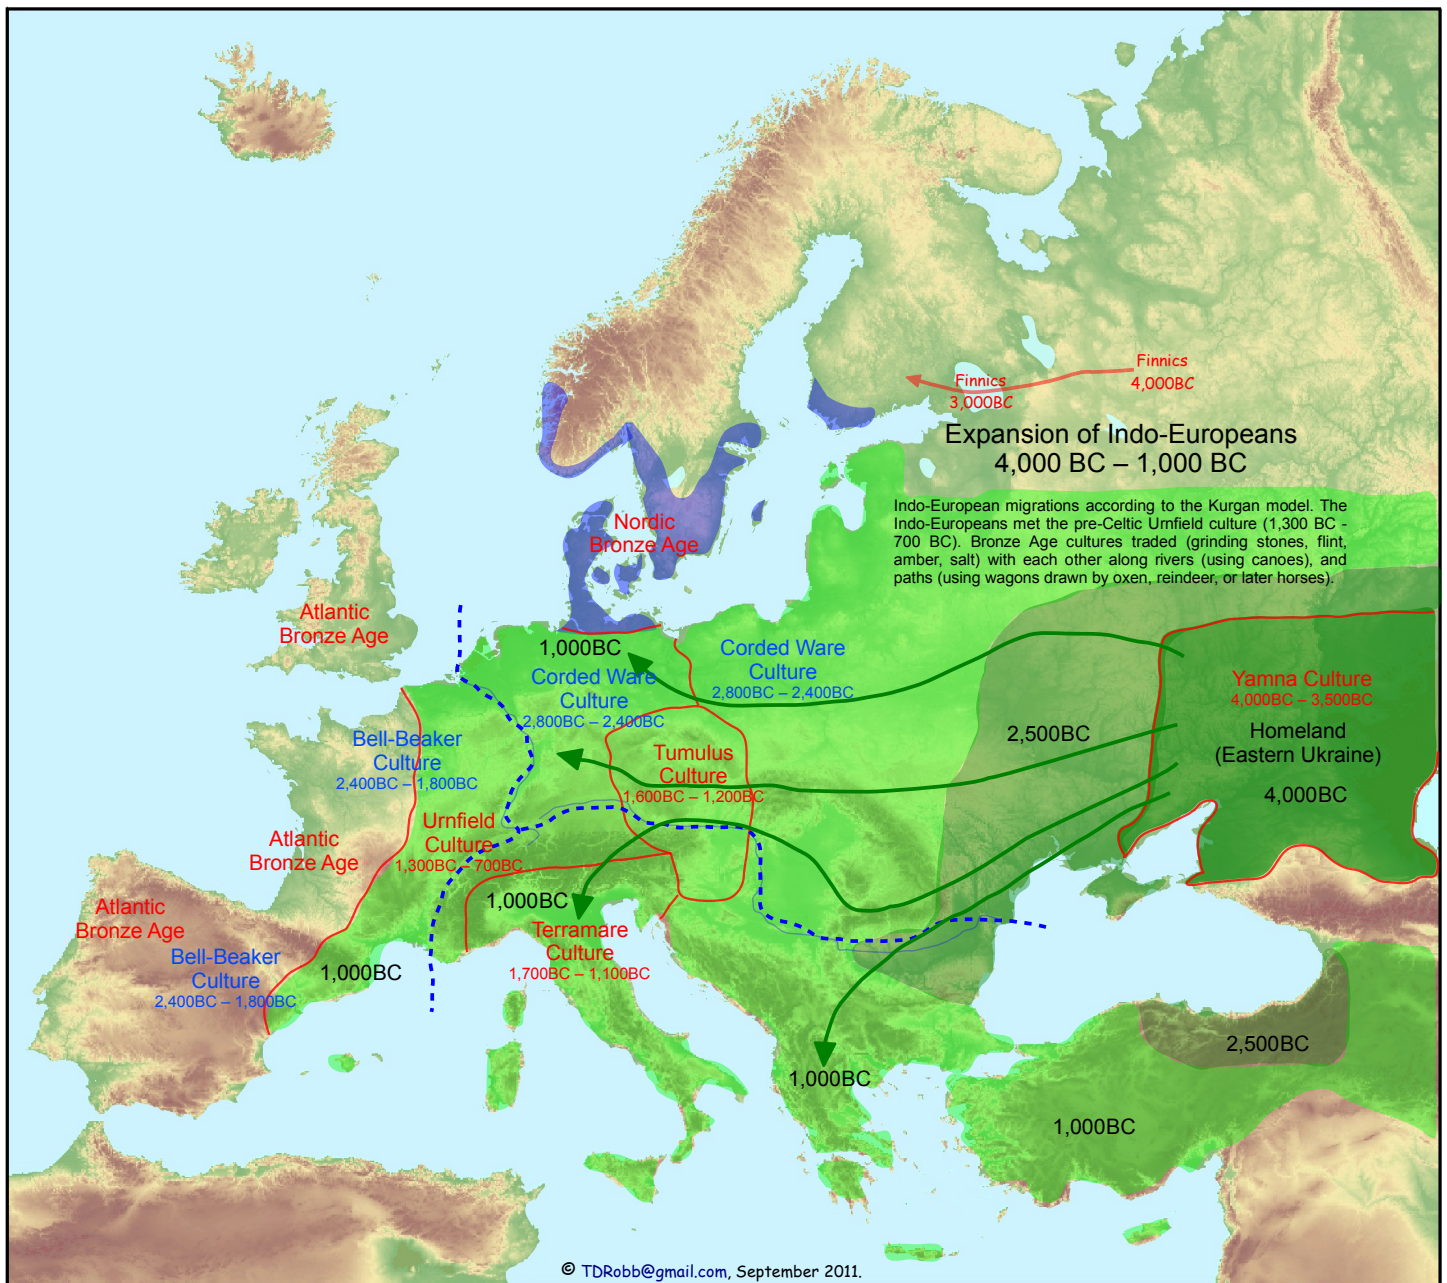 Finnics
4,000BC
Finnics
3,000BC
Expansion of Indo-Europeans
4,000 BC – 1,000 BC
Indo-European migrations according to the Kurgan model. The
Indo-Europeans met the pre-Celtic Urnfield culture (1,300 BC -
700 BC). Bronze Age cultures traded (grinding stones, flint,
amber, salt) with each other along rivers (using canoes), and
paths (using wagons drawn by oxen, reindeer, or later horses).
Nordic
Bronze Age
Atlantic
Bronze Age
1,000BC
Corded Ware
Culture
2,800BC – 2,400BC
Corded Ware
Culture
2,800BC – 2,400BC
Yamna Culture
4,000BC – 3,500BC
Homeland
(Eastern Ukraine)
4,000BC
2,500BC
Bell-Beaker
Culture
2,400BC – 1,800BC
Tumulus
Culture
1,600BC – 1,200BC
Urnfield
Culture
1,300BC – 700BC
Atlantic
Bronze Age
1,000BC
Atlantic
Bronze Age
Terramare
Culture
1,700BC – 1,100BC
Bell-Beaker
Culture
2,400BC – 1,800BC
1,000BC
2,500BC
1,000BC
1,000BC
© TDRobb@gmail.com, September 2011.